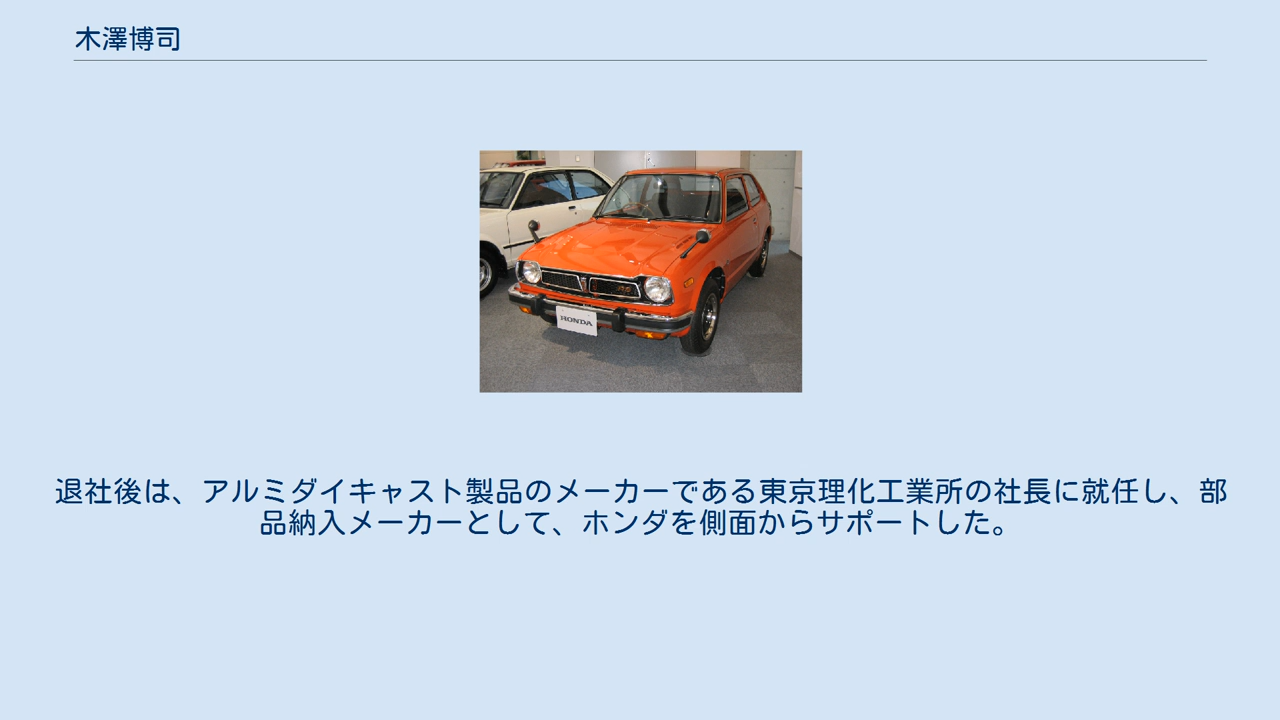 木澤博司
HONDA
退社後は、アルミダイキャスト製品のメーカーである東京理化工業所の社長に就任し、部
品納入メーカーとして、ホンダを側面からサポートした。